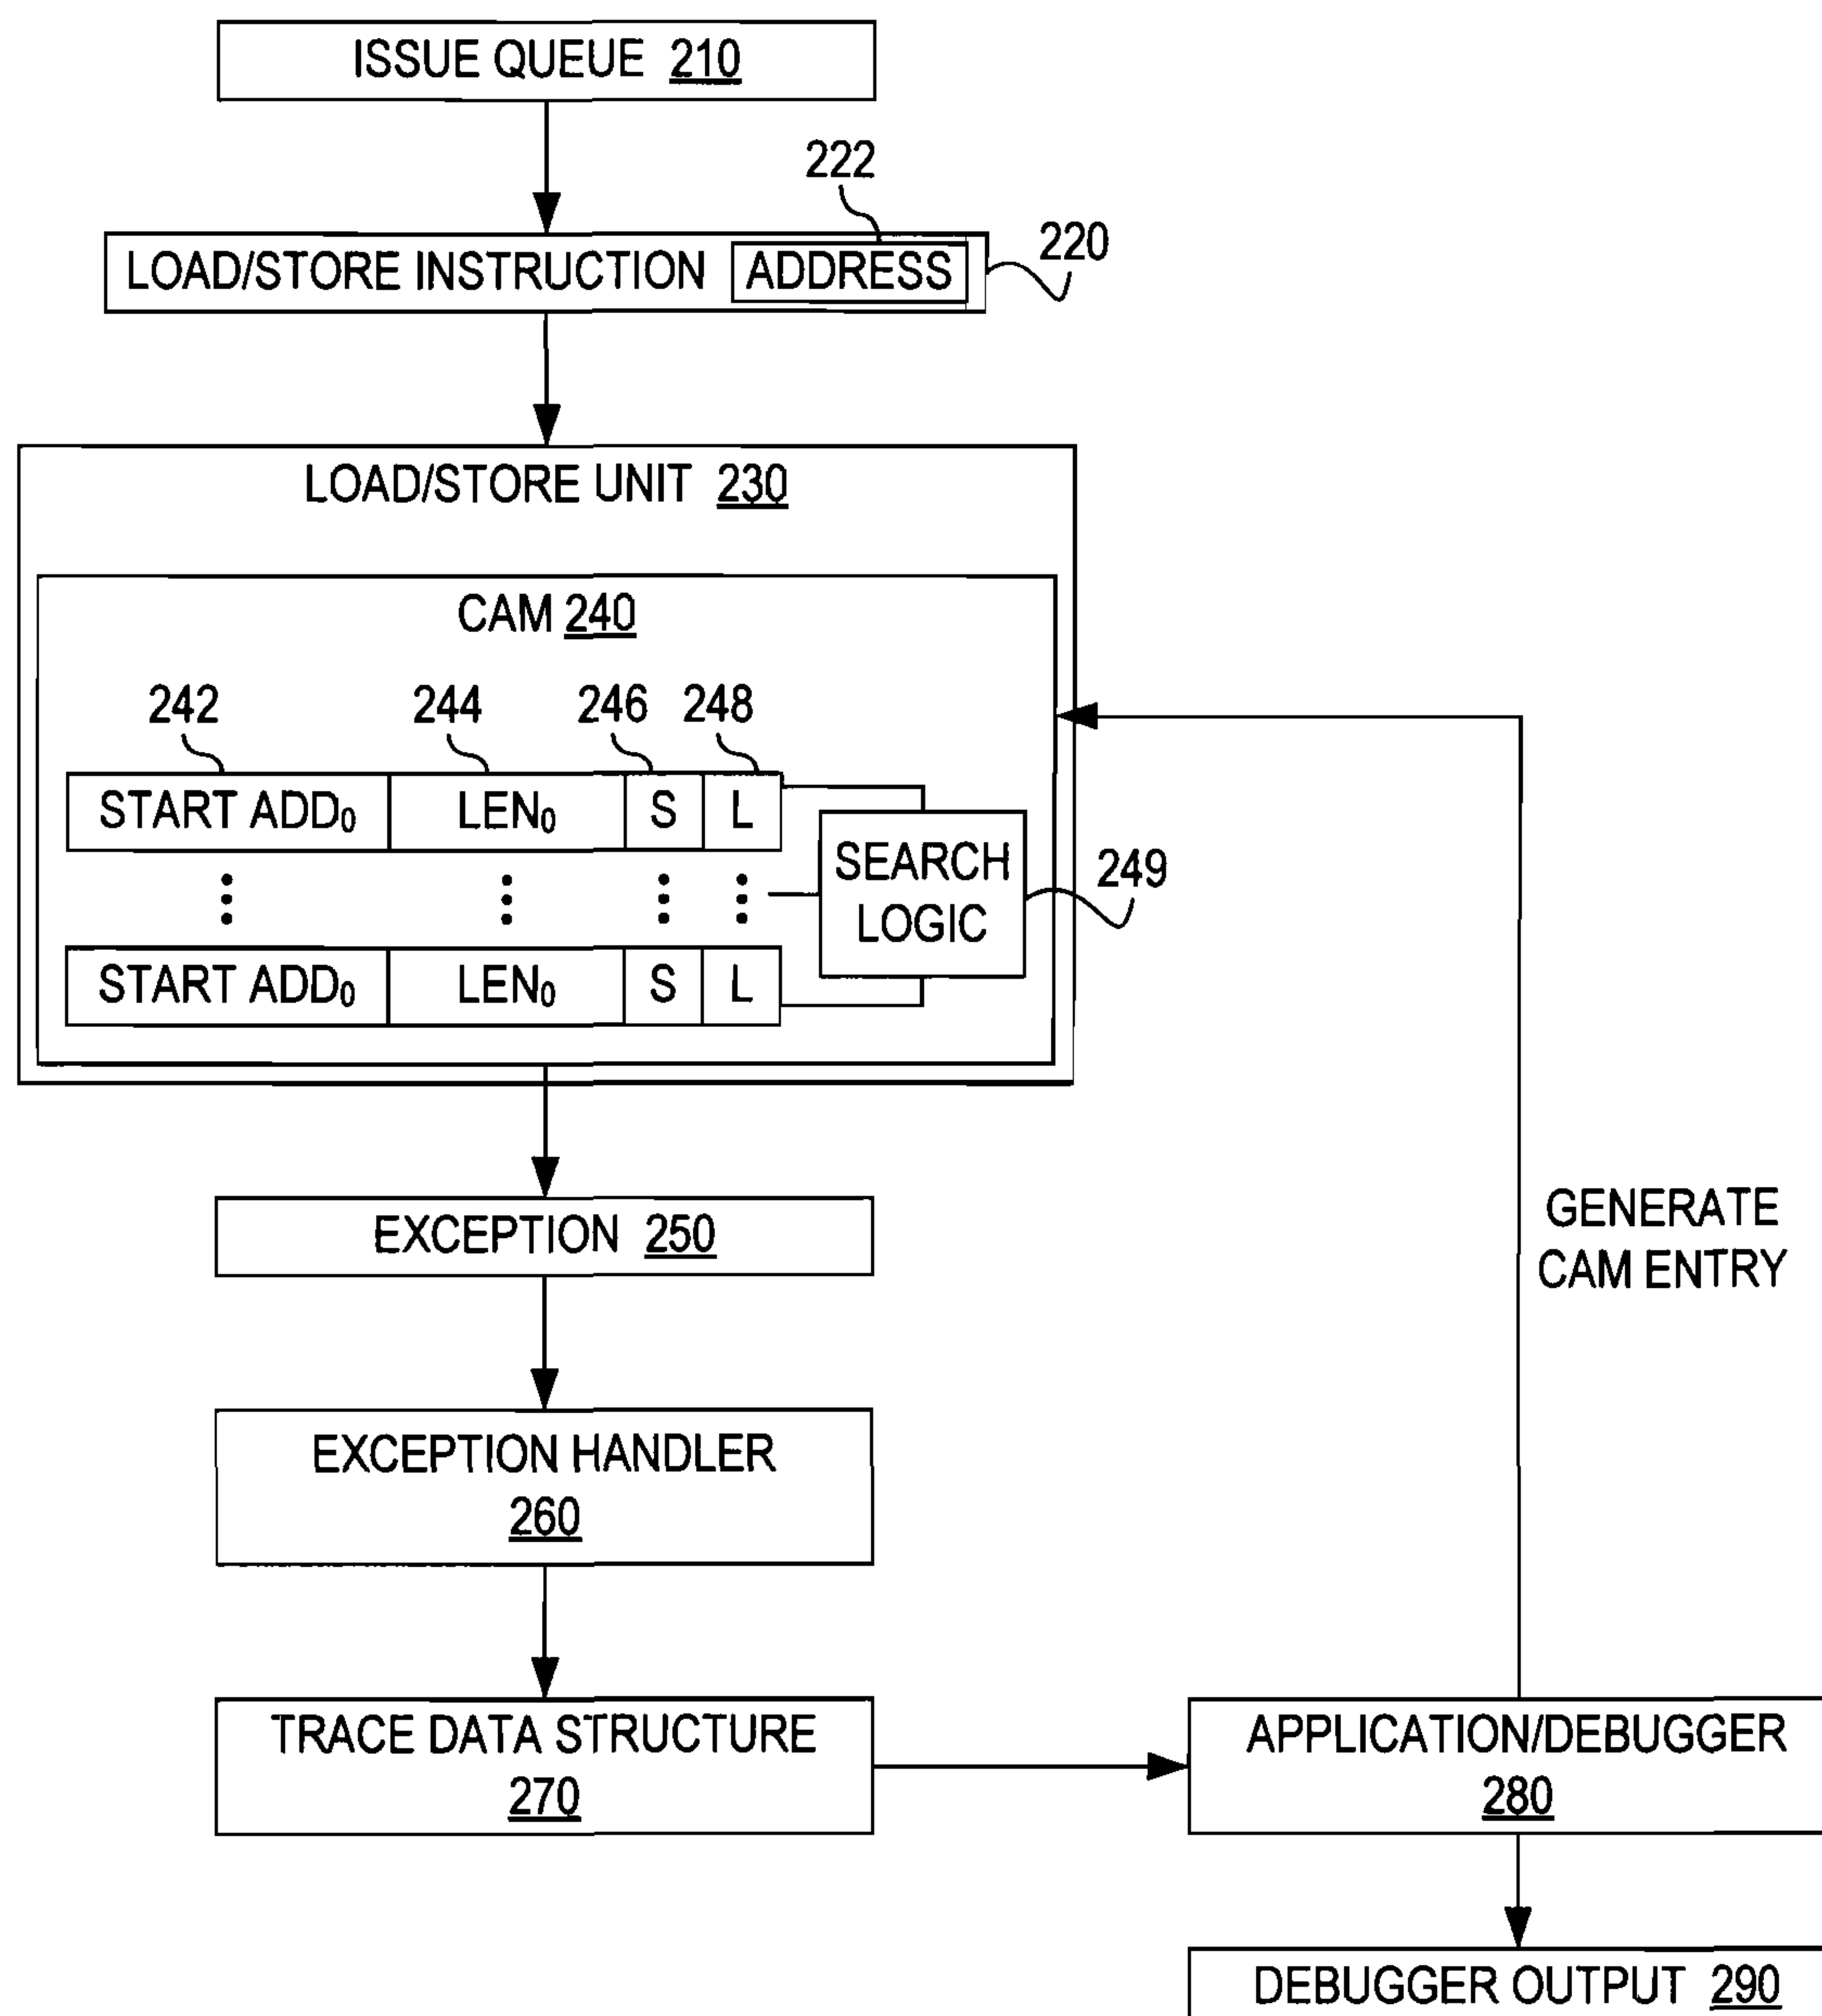 ISSUE QUEUE 210
222
LOAD/STORE INSTRUCTION ADDRESS
220
LOAD/STORE UNIT 230
CAM 240
242 244 246 248
START ADD₀ LEN₀ S L
SEARCH
LOGIC
249
START ADD₀ LEN₀ S L
EXCEPTION 250
GENERATE
CAM ENTRY
EXCEPTION HANDLER
260
TRACE DATA STRUCTURE
270
APPLICATION/DEBUGGER
280
DEBUGGER OUTPUT 290